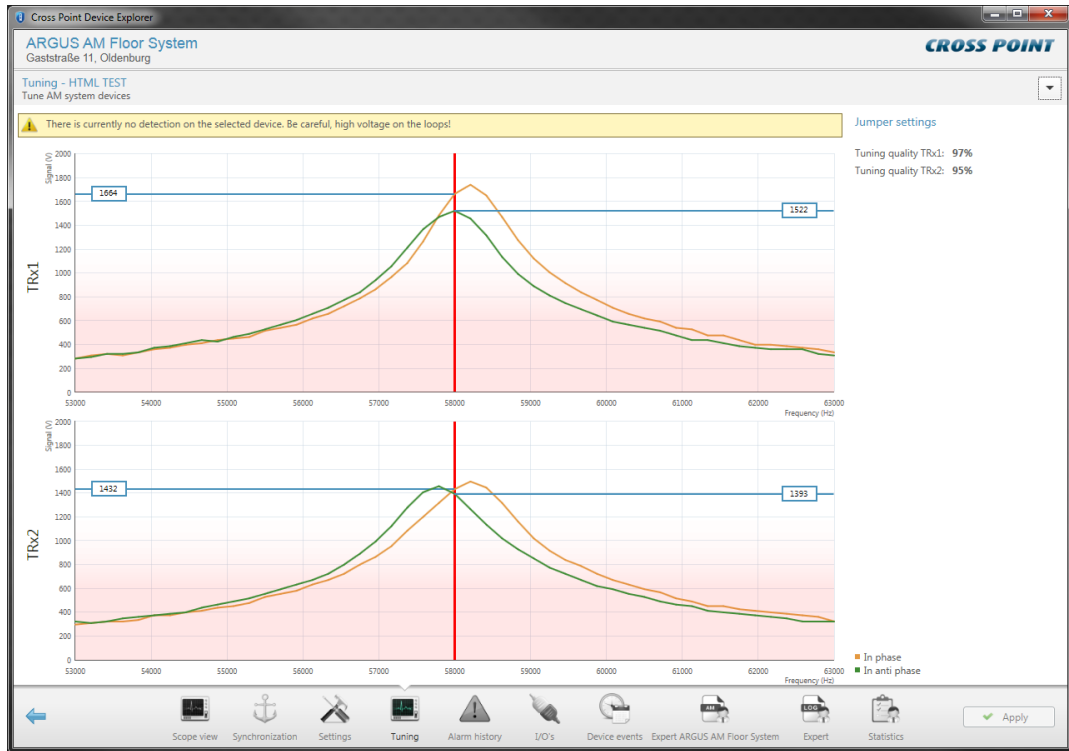 Cross Point Device Explorer
ARGUS AM Floor System
Gaststraße 11, Oldenburg
CROSS POINT
Tuning - HTML TEST
Tune AM system devices
There is currently no detection on the selected device. Be careful, high voltage on the loops!
Jumper settings
Tuning quality TRx1: 97%
Tuning quality TRx2: 95%
TRx1
Signal (V)
2000
1800
1600
1400
1200
1000
800
600
400
200
0
1664
1522
53000 54000 55000 56000 57000 58000 59000 60000 61000 62000 63000
Frequency (Hz)
TRx2
Signal (V)
2000
1800
1600
1400
1200
1000
800
600
400
200
0
1432
1393
53000 54000 55000 56000 57000 58000 59000 60000 61000 62000 63000
Frequency (Hz)
In phase
In anti phase
AM
LOG
Scope view Synchronization Settings Tuning Alarm history I/O's Device events Expert ARGUS AM Floor System Expert Statistics
Apply